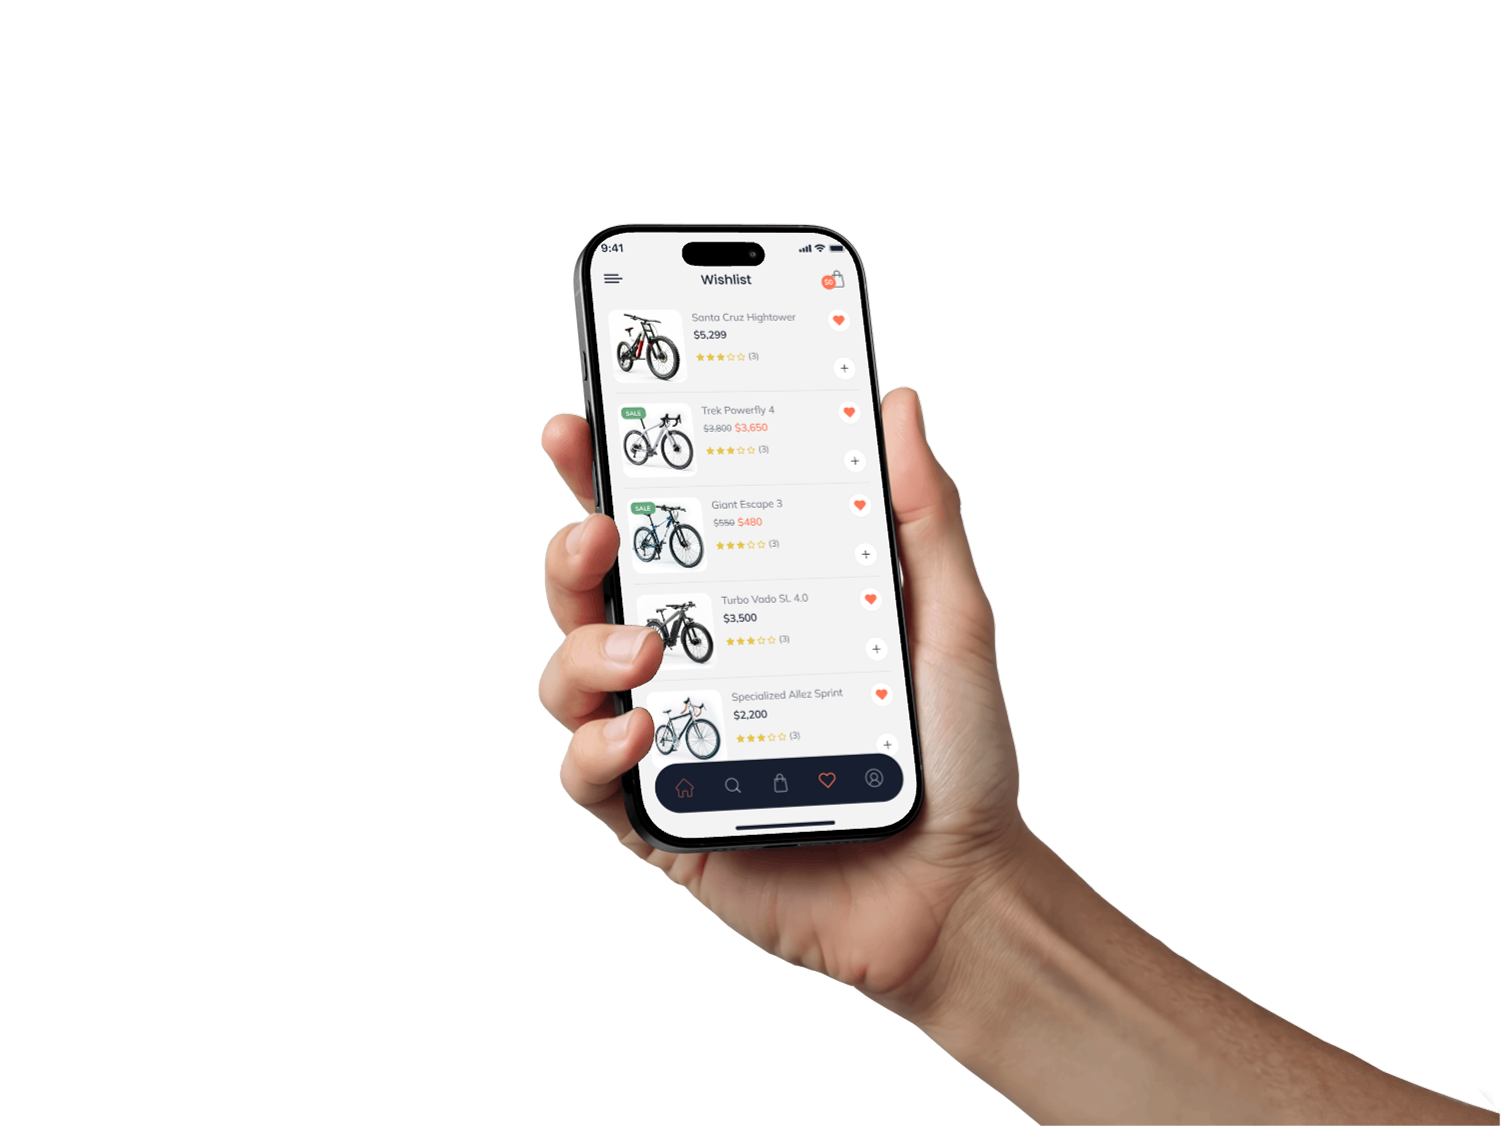 9:41
Wishlist
$0
Santa Cruz Hightower
$5,299
(3)
SALE
Trek Powerfly 4
$3,800 $3,650
(3)
SALE
Giant Escape 3
$550 $480
(3)
Turbo Vado SL 4.0
$3,500
(3)
Specialized Allez Sprint
$2,200
(3)